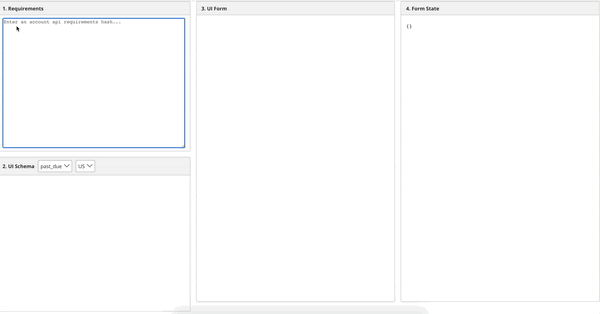 1. Requirements
Enter an account api requirements hash...
2. UI Schema past_due US
3. UI Form
4. Form State
{}